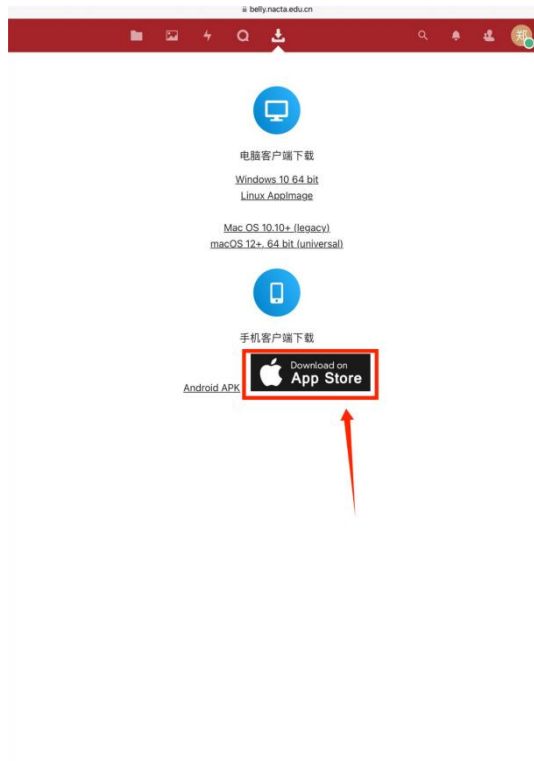 belly.nacta.edu.cn
郑
电脑客户端下载
Windows 10 64 bit
Linux AppImage
Mac OS 10.10+ (legacy)
macOS 12+, 64 bit (universal)
手机客户端下载
Android APK
Download on
App Store